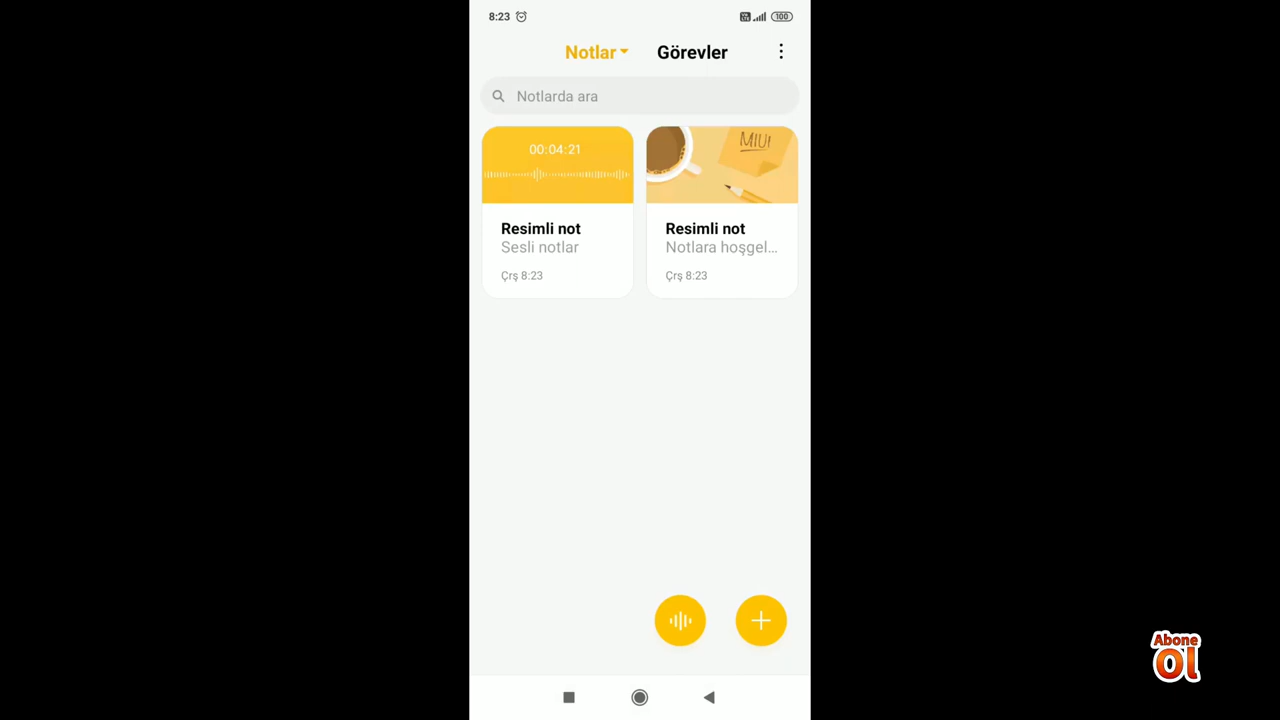 8:23
100
Notlar
Görevler
Notlarda ara
00:04:21
MIUI
Resimli not
Sesli notlar
Çrş 8:23
Resimli not
Notlara hoşgel...
Çrş 8:23
Abone
Ol